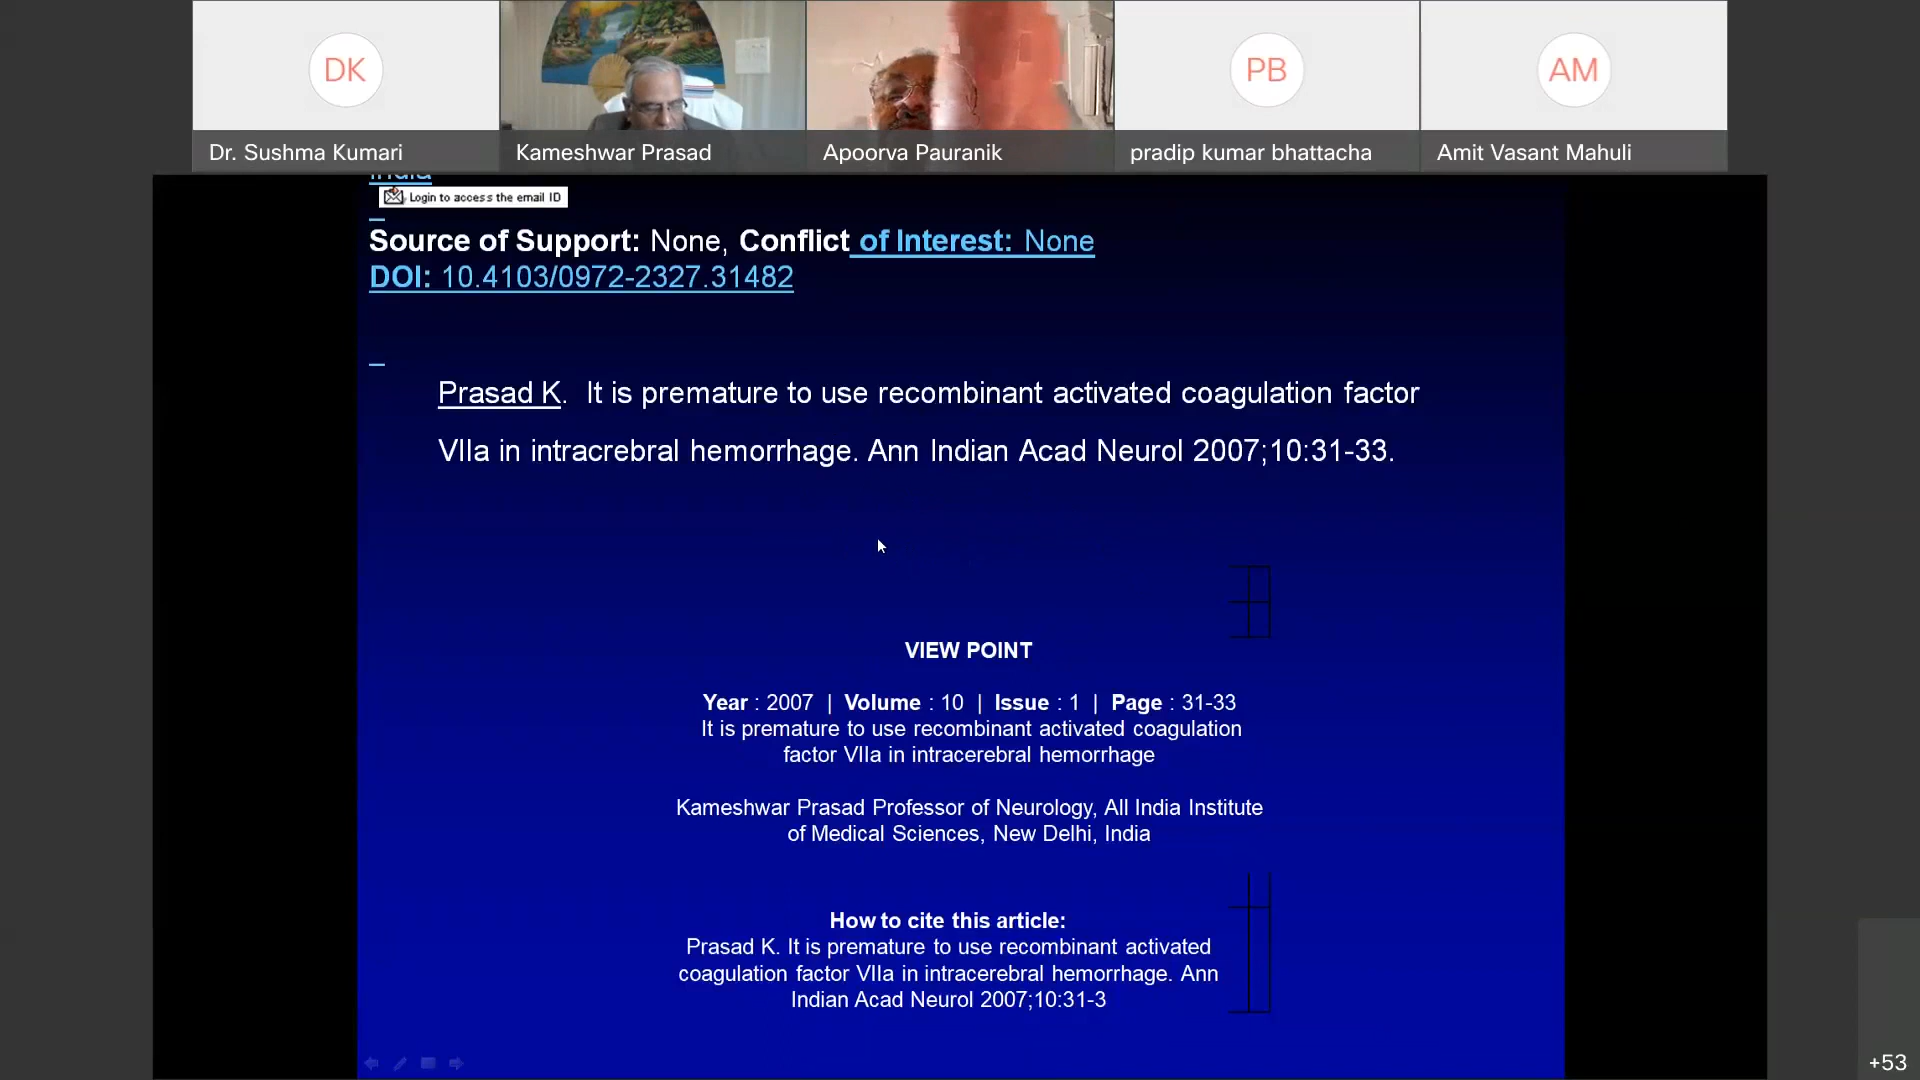 DK
PB
AM
Dr. Sushma Kumari
Kameshwar Prasad
Apoorva Pauranik
pradip kumar bhattacha
Amit Vasant Mahuli
India
Login to access the email ID
Source of Support: None, Conflict of Interest: None
DOI: 10.4103/0972-2327.31482
Prasad K. It is premature to use recombinant activated coagulation factor
VIIa in intracrebral hemorrhage. Ann Indian Acad Neurol 2007;10:31-33.
VIEW POINT
Year : 2007 | Volume : 10 | Issue : 1 | Page : 31-33
It is premature to use recombinant activated coagulation
factor VIIa in intracerebral hemorrhage
Kameshwar Prasad Professor of Neurology, All India Institute
of Medical Sciences, New Delhi, India
How to cite this article:
Prasad K. It is premature to use recombinant activated
coagulation factor VIIa in intracerebral hemorrhage. Ann
Indian Acad Neurol 2007;10:31-3
+53